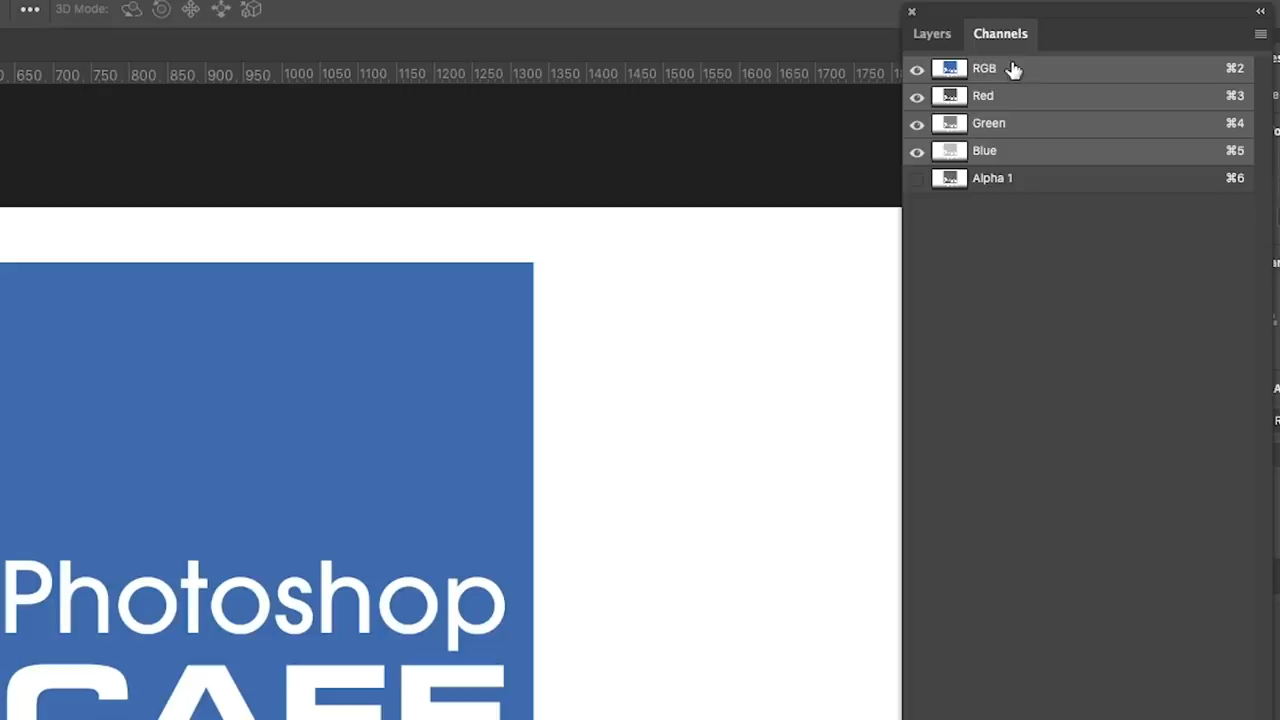 3D Mode:
Layers Channels
650 700 750 800 850 900 950 1000 1050 1100 1150 1200 1250 1300 1350 1400 1450 1500 1550 1600 1650 1700 1750
RGB ⌘2
Red ⌘3
Green ⌘4
Blue ⌘5
Alpha 1 ⌘6
Photoshop
CAFE